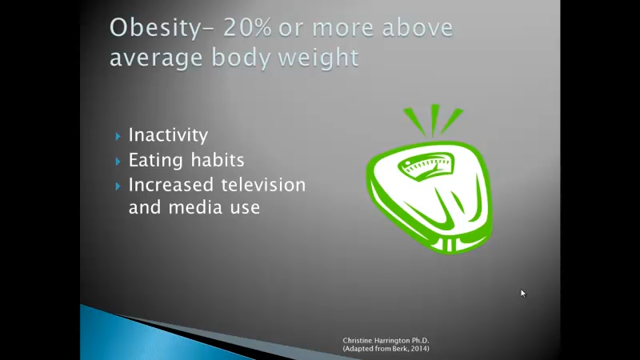 Obesity- 20% or more above
average body weight
Inactivity
Eating habits
Increased television
and media use
Christine Harrington Ph.D.
(Adapted from Berk, 2014)